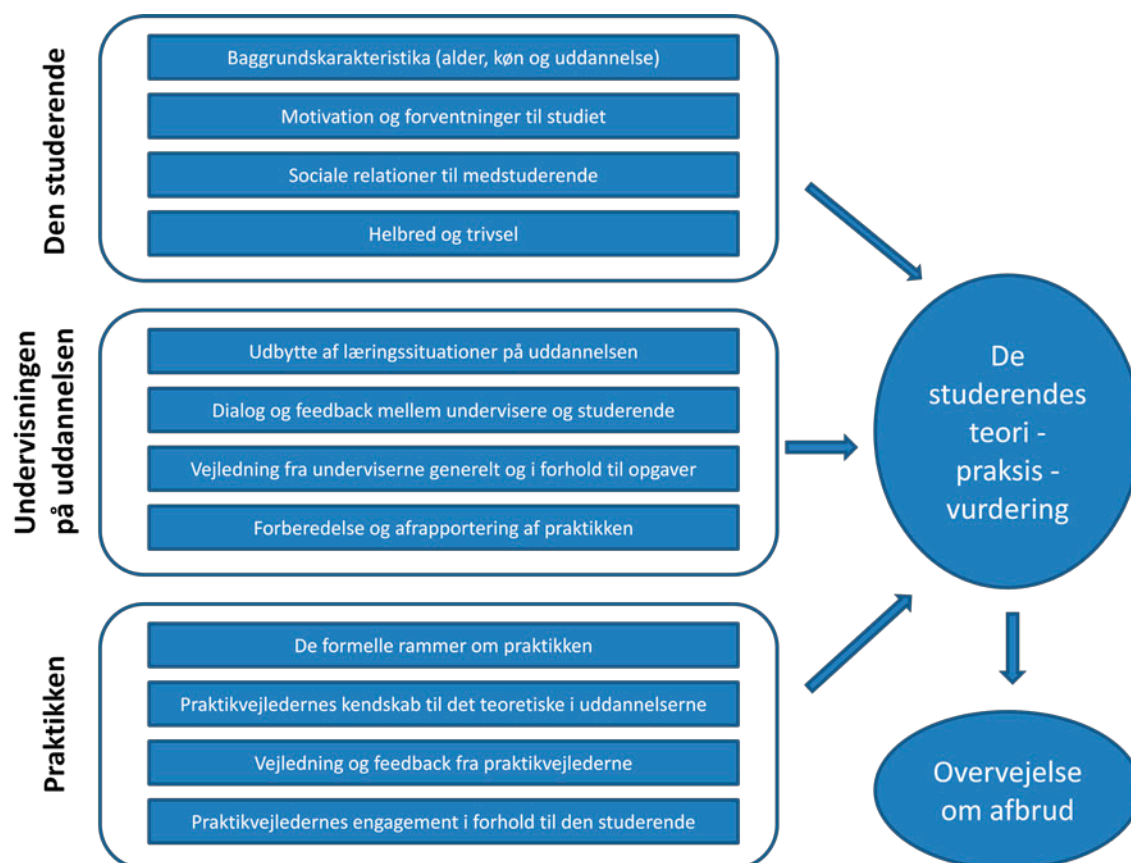 Den studerende
Baggrundskarakteristika (alder, køn og uddannelse)
Motivation og forventninger til studiet
Sociale relationer til medstuderende
Helbred og trivsel
Undervisningen
på uddannelsen
Udbytte af læringssituationer på uddannelsen
Dialog og feedback mellem undervisere og studerende
Vejledning fra underviserne generelt og i forhold til opgaver
Forberedelse og afrapportering af praktikken
Praktikken
De formelle rammer om praktikken
Praktikvejledernes kendskab til det teoretiske i uddannelserne
Vejledning og feedback fra praktikvejlederne
Praktikvejledernes engagement i forhold til den studerende
De
studerendes
teori -
praksis -
vurdering
Overvejelse
om afbrud